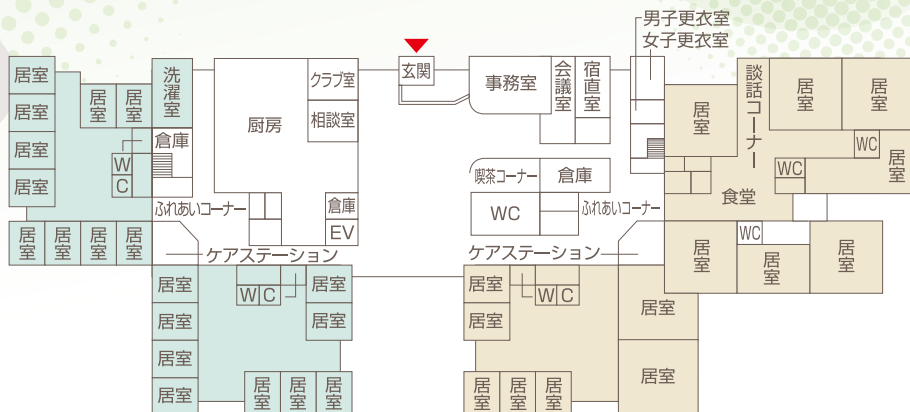 男子更衣室
女子更衣室
居室
居室
居室
居室
居室
居室
洗濯室
倉庫
WC
厨房
クラブ室
相談室
倉庫
EV
玄関
事務室
会議室
宿直室
喫茶コーナー
倉庫
WC
ふれあいコーナー
ふれあいコーナー
居室
談話コーナー
居室
居室
居室
WC
WC
食堂
居室
居室
居室
居室
ケアステーション
ケアステーション
居室
WC
居室
居室
居室
居室
居室
居室
居室
WC
居室
居室
居室
居室
居室
居室
居室
WC
居室
居室
居室
居室
居室
居室